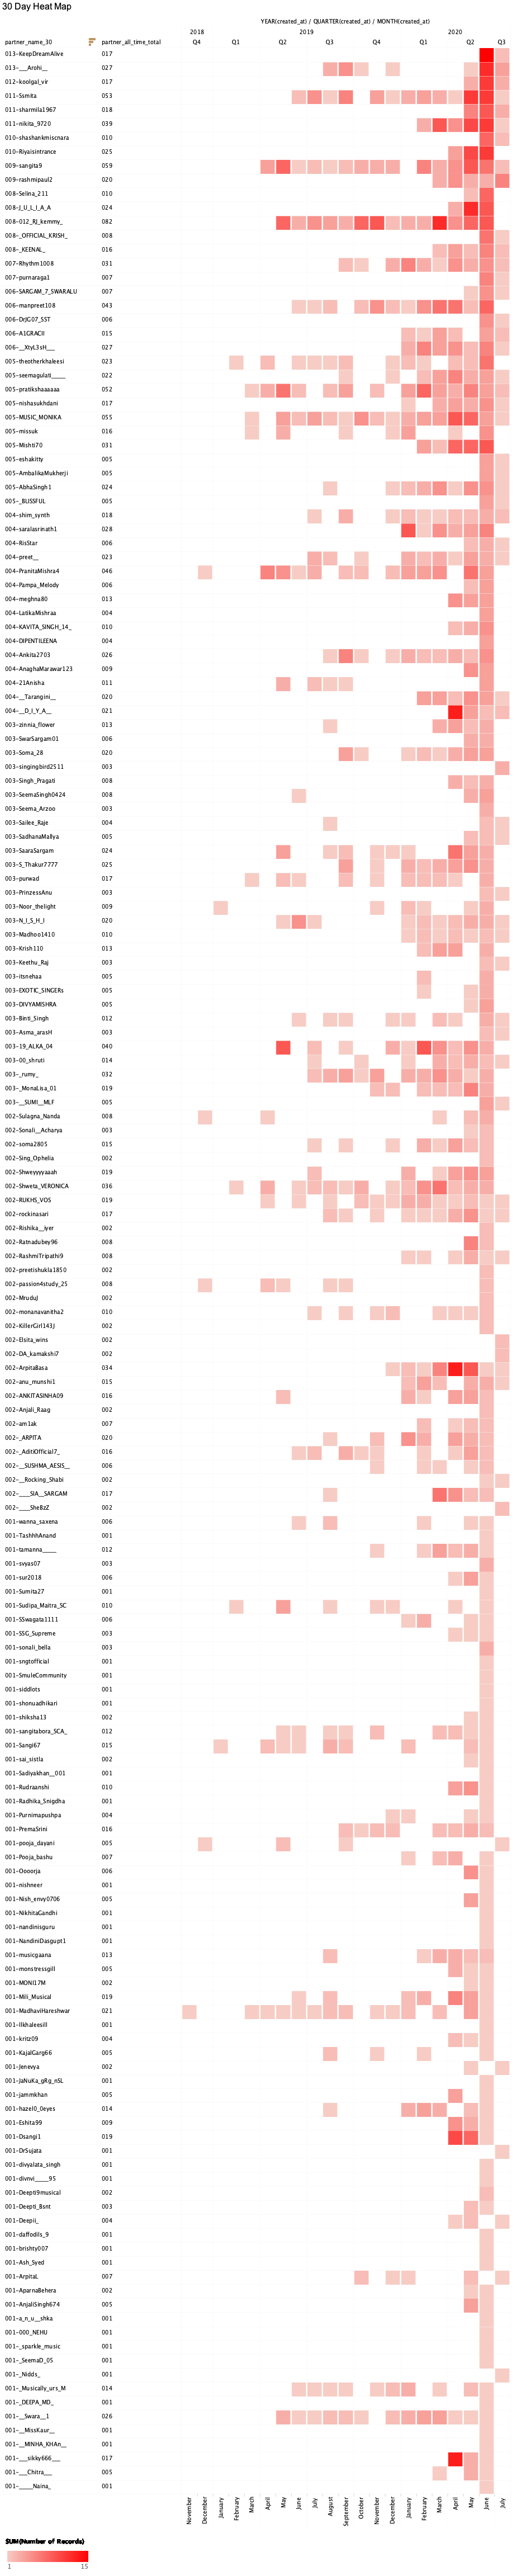 30 Day Heat Map
YEAR(created_at) / QUARTER(created_at) / MONTH(created_at)
2018 2019 2020
Q4 Q1 Q2 Q3 Q4 Q1 Q2 Q3
partner_name_30 partner_all_time_total
013-KeepDreamAlive 017
013-___Arohi__ 027
012-koolgal_vir 017
011-Ssmita 053
011-sharmila1967 018
011-nikita_9720 039
010-shashankmiscnara 010
010-Riyaisintrance 025
009-sangita9 059
009-rashmipaul2 020
008-Selina_211 010
008-J_U_L_I_A_A 024
008-012_RJ_kemmy_ 082
008-_OFFICIAL_KRISH_ 008
008-_KEENAL_ 016
007-Rhythm1008 031
007-purnaraga1 007
006-SARGAM_7_SWARALU 007
006-manpreet108 043
006-DrJG07_SST 006
006-A1GRACII 015
006-__XtyL3sH___ 027
005-theotherkhaleesi 023
005-seemagulati_____ 022
005-pratikshaaaaaa 052
005-nishasukhdani 017
005-MUSIC_MONIKA 055
005-missuk 016
005-Mishti70 031
005-eshakitty 005
005-AmbalikaMukherji 005
005-AbhaSingh1 024
005-_BLISSFUL 005
004-shim_synth 018
004-saralasrinath1 028
004-RisStar 006
004-preet__ 023
004-PranitaMishra4 046
004-Pampa_Melody 006
004-meghna80 013
004-LatikaMishraa 004
004-KAVITA_SINGH_14_ 010
004-DIPENTILEENA 004
004-Ankita2703 026
004-AnaghaMarawar123 009
004-21Anisha 011
004-__Tarangini__ 020
004-__D_I_Y_A__ 021
003-zinnia_flower 013
003-SwarSargam01 006
003-Soma_28 020
003-singingbird2511 003
003-Singh_Pragati 008
003-SeemaSingh0424 008
003-Seema_Arzoo 003
003-Sailee_Raje 004
003-SadhanaMallya 005
003-SaaraSargam 024
003-S_Thakur7777 025
003-purwad 017
003-PrinzessAnu 003
003-Noor_thelight 009
003-N_I_S_H_I 020
003-Madhoo1410 010
003-Krish110 013
003-Keethu_Raj 003
003-itsnehaa 005
003-EXOTIC_SINGERs 005
003-DIVYAMISHRA 005
003-Binti_Singh 012
003-Asma_arasH 003
003-19_ALKA_04 040
003-00_shruti 014
003-_rumy_ 032
003-_MonaLisa_01 019
003-__SUMI__MLF 005
002-Sulagna_Nanda 008
002-Sonali__Acharya 003
002-soma2805 015
002-Sing_Ophelia 002
002-Shweyyyyaaah 019
002-Shweta_VERONICA 036
002-RUKHS_VOS 019
002-rockinasari 017
002-Rishika__iyer 002
002-Ratnadubey96 008
002-RashmiTripathi9 008
002-preetishukla1850 002
002-passion4study_25 008
002-MruduJ 002
002-monanavanitha2 010
002-KillerGirl143J 002
002-Elsita_wins 002
002-DA_kamakshi7 002
002-ArpitaBasa 034
002-anu_munshi1 015
002-ANKITASINHA09 016
002-Anjali_Raag 002
002-am1ak 007
002-_ARPITA 020
002-_AditiOfficial7_ 016
002-__SUSHMA_AESIS__ 006
002-__Rocking_Shabi 002
002-____SIA__SARGAM 017
002-____SheBzZ 002
001-wanna_saxena 006
001-TashhhAnand 001
001-tamanna_____ 012
001-svyas07 003
001-sur2018 006
001-Sumita27 001
001-Sudipa_Maitra_SC 010
001-SSwagata1111 006
001-SSG_Supreme 003
001-sonali_bella 003
001-sngtofficial 001
001-SmuleCommunity 001
001-siddlots 001
001-shonuadhikari 001
001-shiksha13 002
001-sangitabora_SCA_ 012
001-Sangi67 015
001-sai_sistla 002
001-Sadiyakhan__001 001
001-Rudraanshi 010
001-Radhika_Snigdha 001
001-Purnimapushpa 004
001-PremaSrini 016
001-pooja_dayani 005
001-Pooja_bashu 007
001-Oooorja 006
001-nishneer 001
001-Nish_envy0706 005
001-NikhitaGandhi 001
001-nandinisguru 001
001-NandiniDasgupt1 001
001-musicgaana 013
001-monstressgill 005
001-MONI17M 002
001-Mili_Musical 019
001-MadhaviHareshwar 021
001-llkhaleesill 001
001-kritz09 004
001-KajalGarg66 005
001-Jenevya 002
001-JaNuKa_gRg_nSL 001
001-jammkhan 005
001-hazel0_0eyes 014
001-Eshita99 009
001-Dsangi1 019
001-DrSujata 001
001-divyalata_singh 001
001-divnvi_____95 001
001-Deepti9musical 002
001-Deepti_Bsnt 003
001-Deepii_ 004
001-daffodils_9 001
001-brishty007 001
001-Ash_Syed 001
001-ArpitaL 007
001-AparnaBehera 002
001-AnjaliSingh674 005
001-a_n_u__shka 001
001-000_NEHU 001
001-_sparkle_music 001
001-_SeemaD_05 001
001-_Nidds_ 001
001-_Musically_urs_M 014
001-_DEEPA_MD_ 001
001-__Swara__1 026
001-__MissKaur__ 001
001-__MINHA_KHAn__ 001
001-___sikky666___ 017
001-___Chitra___ 005
001-_____Naina_ 001
November December January February March April May June July August September October November December January February March April May June July
SUM(Number of Records)
1 15